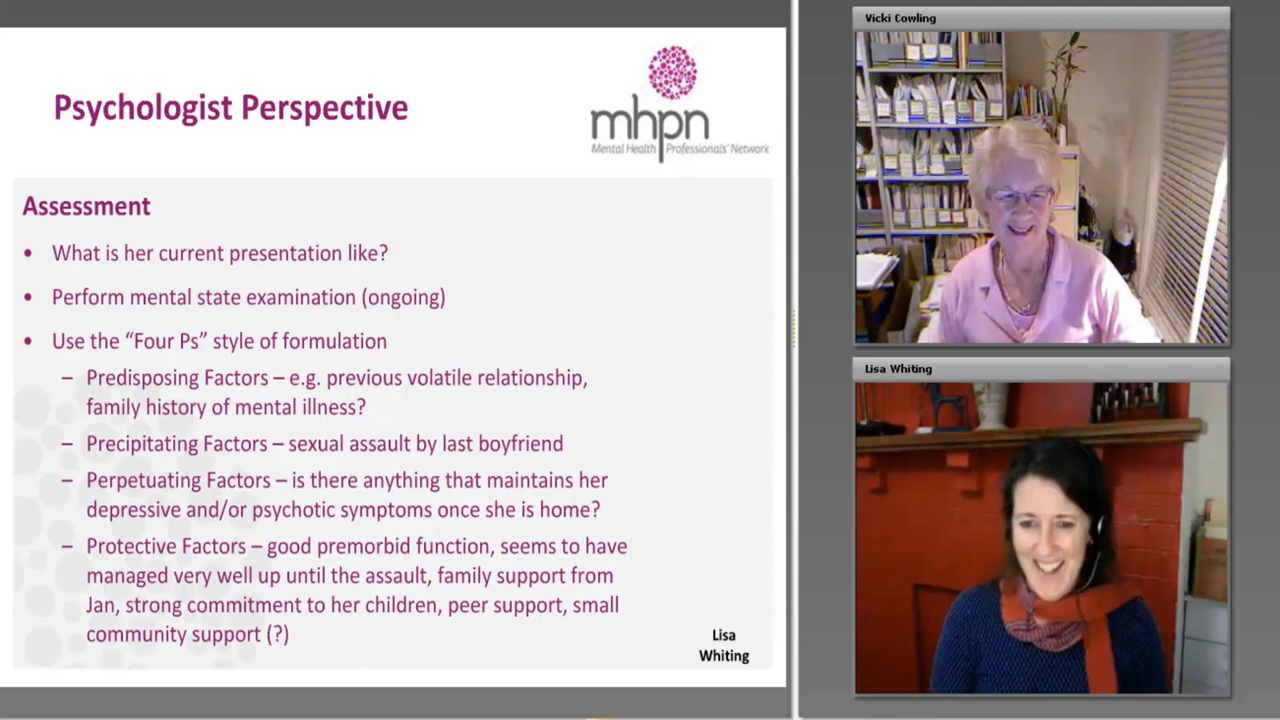 Psychologist Perspective
mhpn
Mental Health Professionals' Network
Assessment
• What is her current presentation like?
• Perform mental state examination (ongoing)
• Use the “Four Ps” style of formulation
– Predisposing Factors – e.g. previous volatile relationship,
family history of mental illness?
– Precipitating Factors – sexual assault by last boyfriend
– Perpetuating Factors – is there anything that maintains her
depressive and/or psychotic symptoms once she is home?
– Protective Factors – good premorbid function, seems to have
managed very well up until the assault, family support from
Jan, strong commitment to her children, peer support, small
community support (?)
Lisa
Whiting
Vicki Cowling
Lisa Whiting